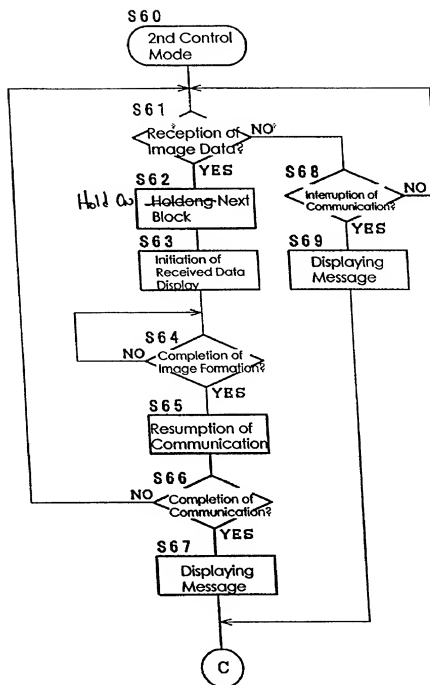 S60
2nd Control
Mode
S61
Reception of
Image Data?
NO
YES
S62
Hold On
Holdong Next
Block
S63
Initiation of
Received Data
Display
S64
Completion of
Image Formation?
NO
YES
S65
Resumption of
Communication
S66
Completion of
Communication?
NO
YES
S67
Displaying
Message
S68
Interruption of
Communication?
NO
YES
S69
Displaying
Message
C